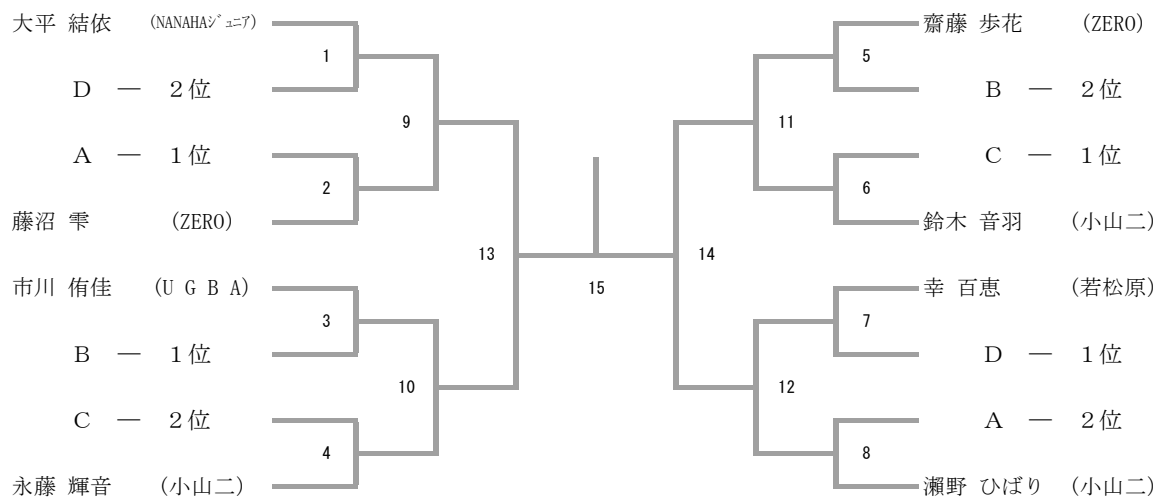 大平 結依 (NANAHAｼﾞｭﾆｱ)
1
D ― 2位
9
A ― 1位
2
藤沼 雫 (ZERO)
13
市川 侑佳 (U G B A)
3
B ― 1位
10
C ― 2位
4
永藤 輝音 (小山二)
15
齋藤 歩花 (ZERO)
5
B ― 2位
11
C ― 1位
6
鈴木 音羽 (小山二)
14
幸 百恵 (若松原)
7
D ― 1位
12
A ― 2位
8
瀬野 ひばり (小山二)